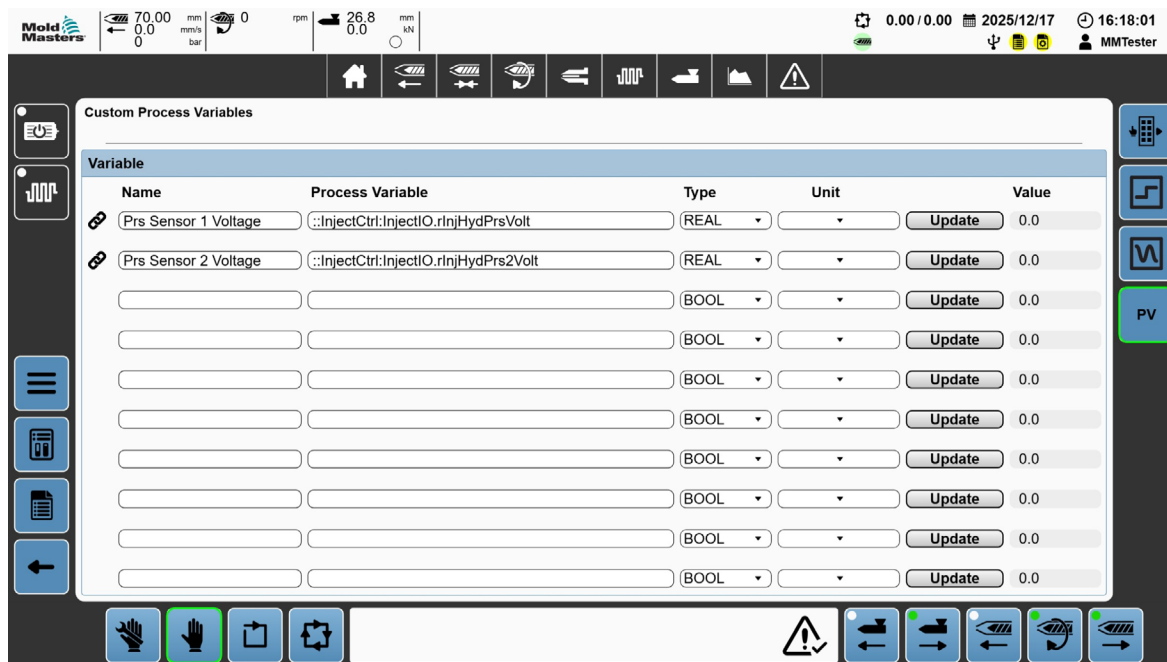 Mold Masters
70.00 mm
0.0 mm/s
0 bar
0 rpm
26.8 mm
0.0 kN
0.00 / 0.00 2025/12/17 16:18:01
MMTester
Custom Process Variables
Variable
Name Process Variable Type Unit Value
Prs Sensor 1 Voltage ::InjectCtrl:InjectIO.rInjHydPrsVolt REAL Update 0.0
Prs Sensor 2 Voltage ::InjectCtrl:InjectIO.rInjHydPrs2Volt REAL Update 0.0
BOOL Update 0.0
BOOL Update 0.0
BOOL Update 0.0
BOOL Update 0.0
BOOL Update 0.0
BOOL Update 0.0
BOOL Update 0.0
BOOL Update 0.0
PV